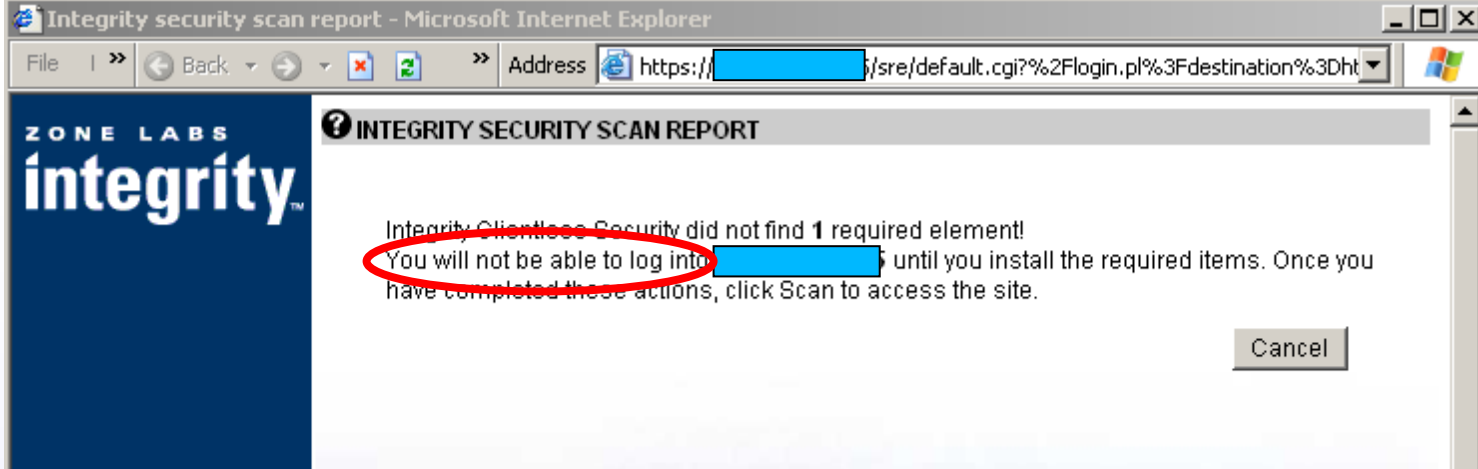 Integrity security scan report - Microsoft Internet Explorer
File » Back » Address https:// /sre/default.cgi?%2Flogin.pl%3Fdestination%3Dht
ZONE LABS
integrity™
INTEGRITY SECURITY SCAN REPORT
Integrity Clientless Security did not find 1 required element!
You will not be able to log into until you install the required items. Once you
have completed these actions, click Scan to access the site.
Cancel